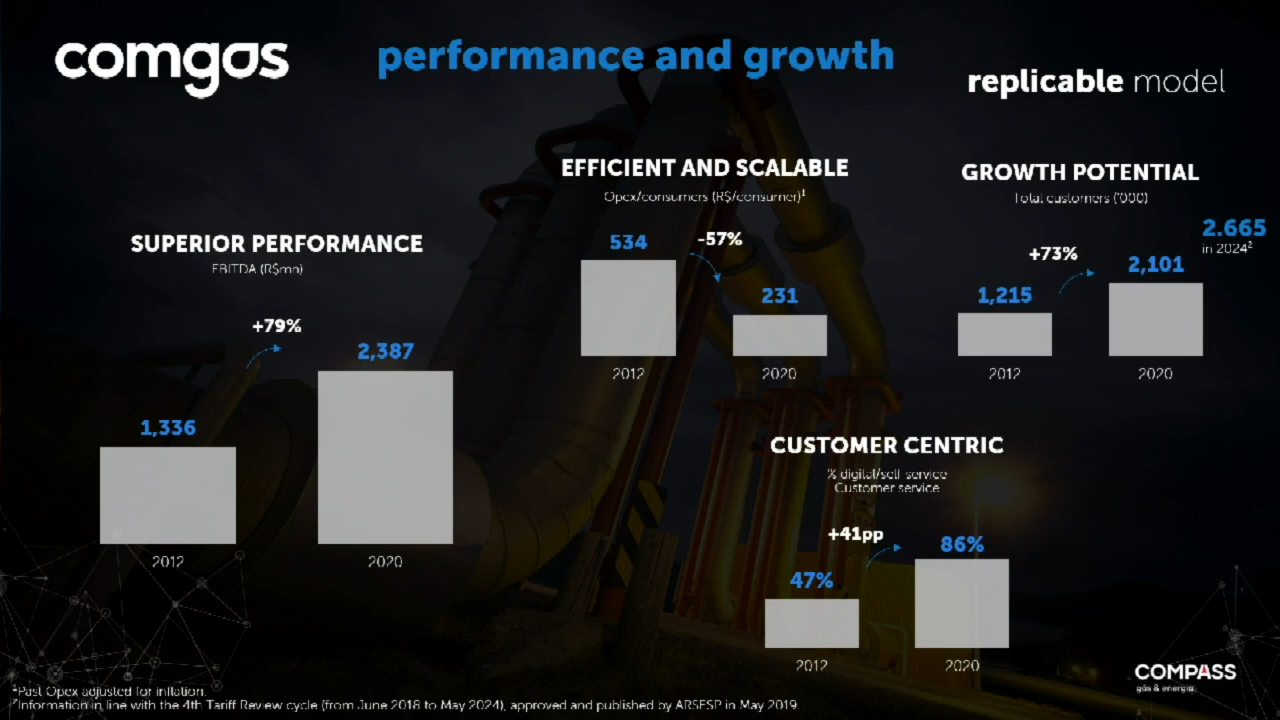 comgas
performance and growth
replicable model
SUPERIOR PERFORMANCE
EBITDA (R$mn)
+79%
1,336
2,387
2012
2020
EFFICIENT AND SCALABLE
Opex/consumers (R$/consumer)¹
534
-57%
231
2012
2020
GROWTH POTENTIAL
Total customers ('000)
2.665
in 2024²
+73%
1,215
2,101
2012
2020
CUSTOMER CENTRIC
% digital/self service
Customer service
+41pp
47%
86%
2012
2020
COMPASS
gás & energia
¹Past Opex adjusted for inflation.
²Information in line with the 4th Tariff Review cycle (from June 2018 to May 2024), approved and published by ARSESP in May 2019.